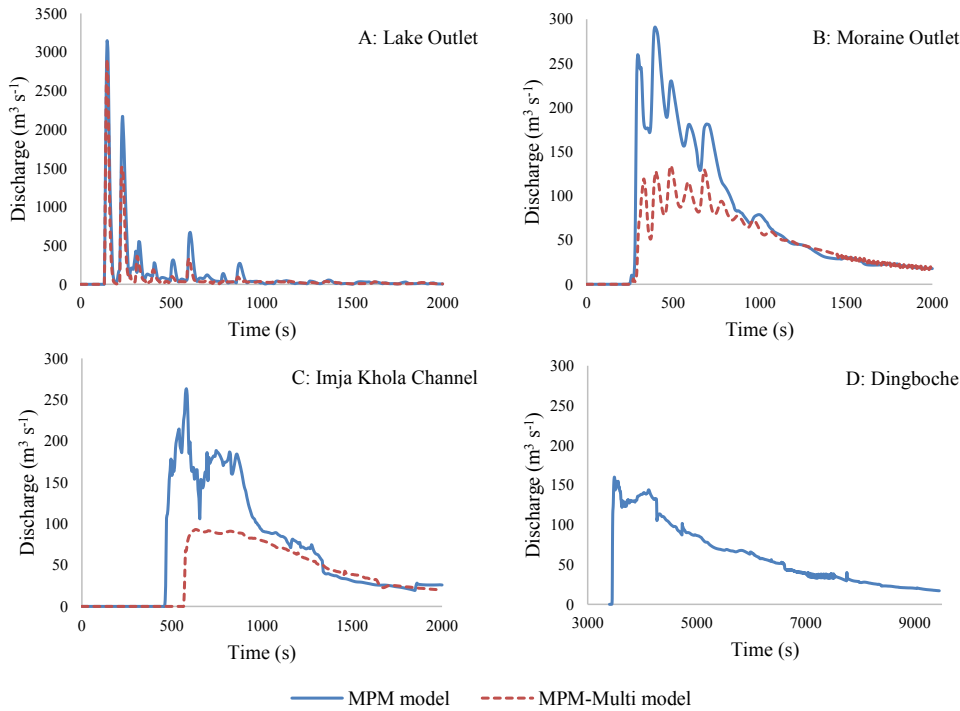 A: Lake Outlet
Discharge (m³ s⁻¹)
3500
3000
2500
2000
1500
1000
500
0
0 500 1000 1500 2000
Time (s)
B: Moraine Outlet
Discharge (m³ s⁻¹)
300
250
200
150
100
50
0
0 500 1000 1500 2000
Time (s)
C: Imja Khola Channel
Discharge (m³ s⁻¹)
300
250
200
150
100
50
0
0 500 1000 1500 2000
Time (s)
D: Dingboche
Discharge (m³ s⁻¹)
300
250
200
150
100
50
0
3000 5000 7000 9000
Time (s)
MPM model MPM-Multi model